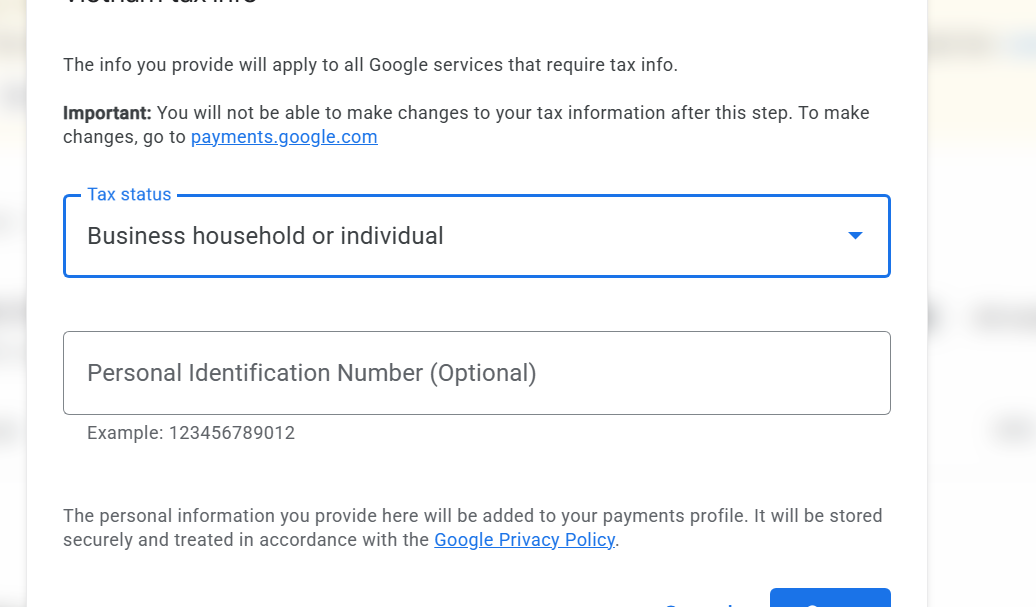 Vietnam tax info
The info you provide will apply to all Google services that require tax info.
Important: You will not be able to make changes to your tax information after this step. To make
changes, go to payments.google.com
Tax status
Business household or individual
Personal Identification Number (Optional)
Example: 123456789012
The personal information you provide here will be added to your payments profile. It will be stored
securely and treated in accordance with the Google Privacy Policy.